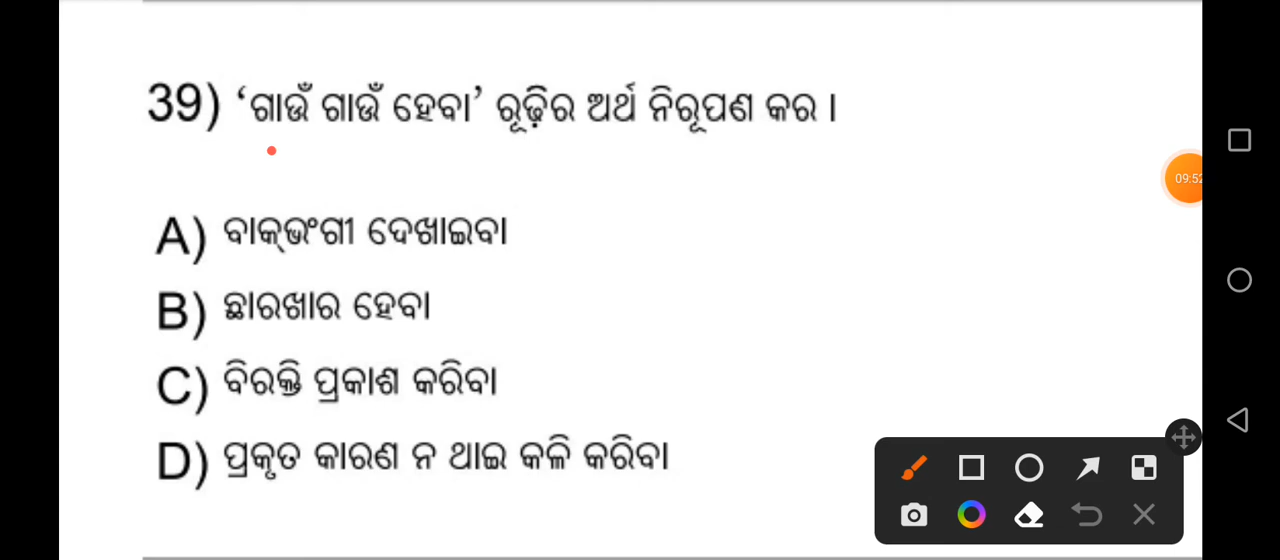 39) ‘ଗାଉଁ ଗାଉଁ ହେବା’ ରୂଢ଼ିର ଅର୍ଥ ନିରୂପଣ କର ।
A) ବାକ୍‌ଭଂଗୀ ଦେଖାଇବା
B) ଛାରଖାର ହେବା
C) ବିରକ୍ତି ପ୍ରକାଶ କରିବା
D) ପ୍ରକୃତ କାରଣ ନ ଥାଇ କଳି କରିବା
09:52